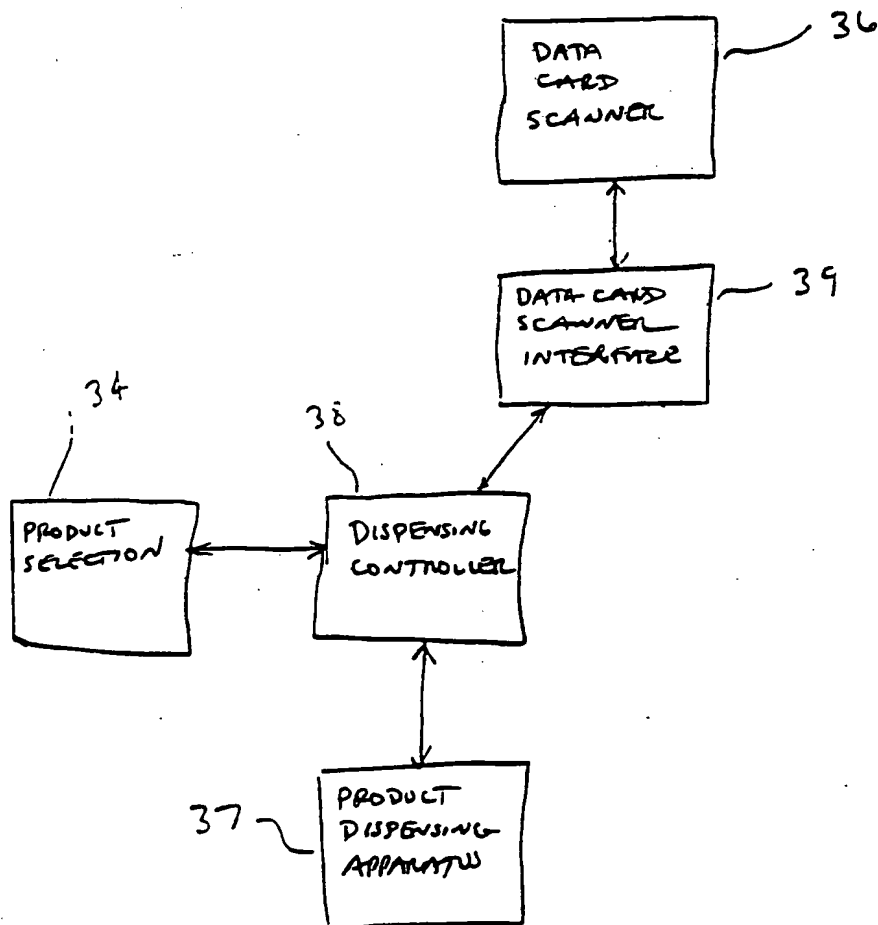 36
DATA
CARD
SCANNER
39
DATA CARD
SCANNER
INTERFACE
34
38
PRODUCT
SELECTION
DISPENSING
CONTROLLER
37
PRODUCT
DISPENSING
APPARATUS